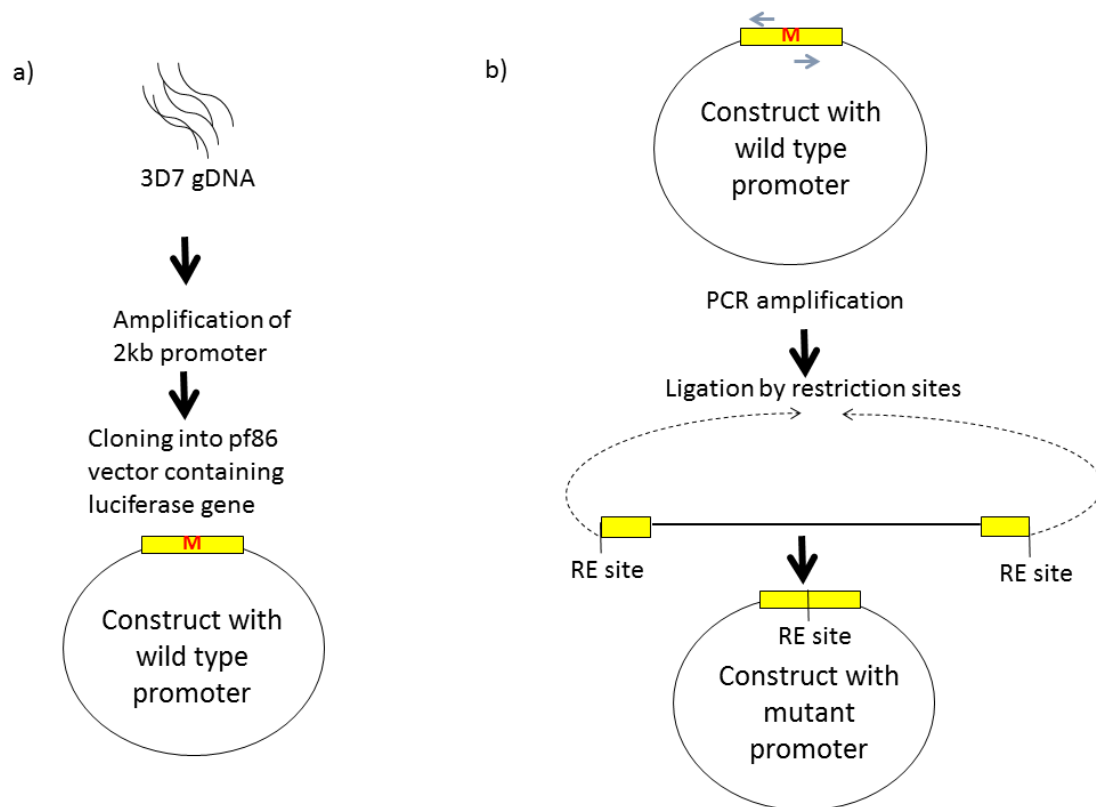 a)
3D7 gDNA
Amplification of
2kb promoter
Cloning into pf86
vector containing
luciferase gene
M
Construct with
wild type
promoter
b)
M
Construct with
wild type
promoter
PCR amplification
Ligation by restriction sites
RE site
RE site
RE site
Construct with
mutant
promoter